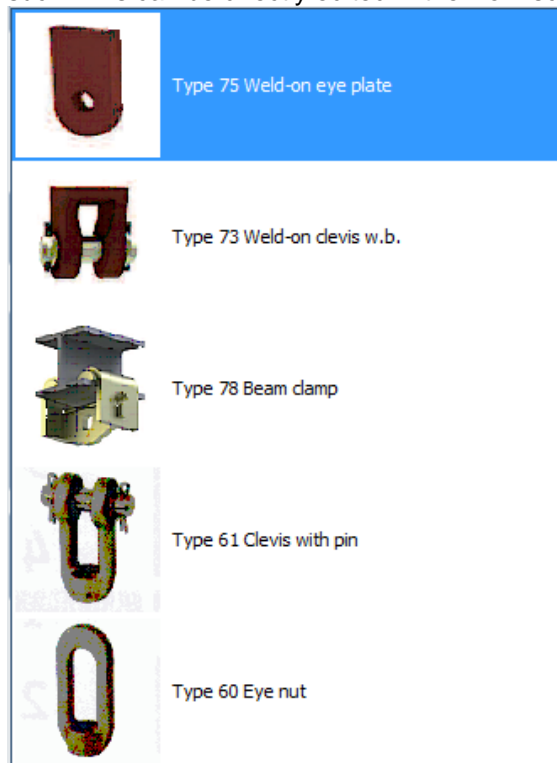 Type 75 Weld-on eye plate
Type 73 Weld-on clevis w.b.
Type 78 Beam clamp
Type 61 Clevis with pin
Type 60 Eye nut